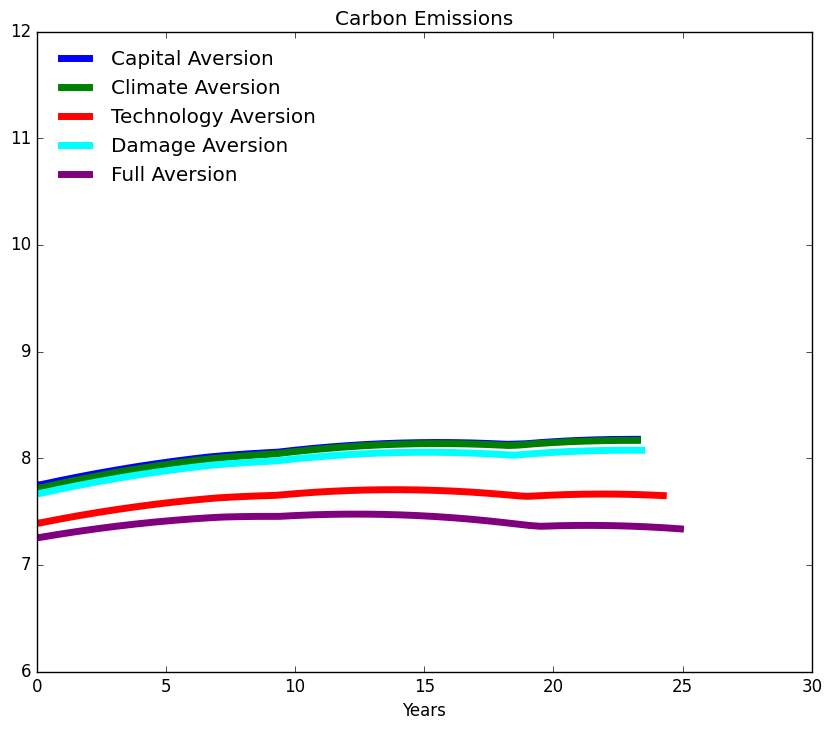 Carbon Emissions
12
11
10
9
8
7
6
Capital Aversion
Climate Aversion
Technology Aversion
Damage Aversion
Full Aversion
0 5 10 15 20 25 30
Years